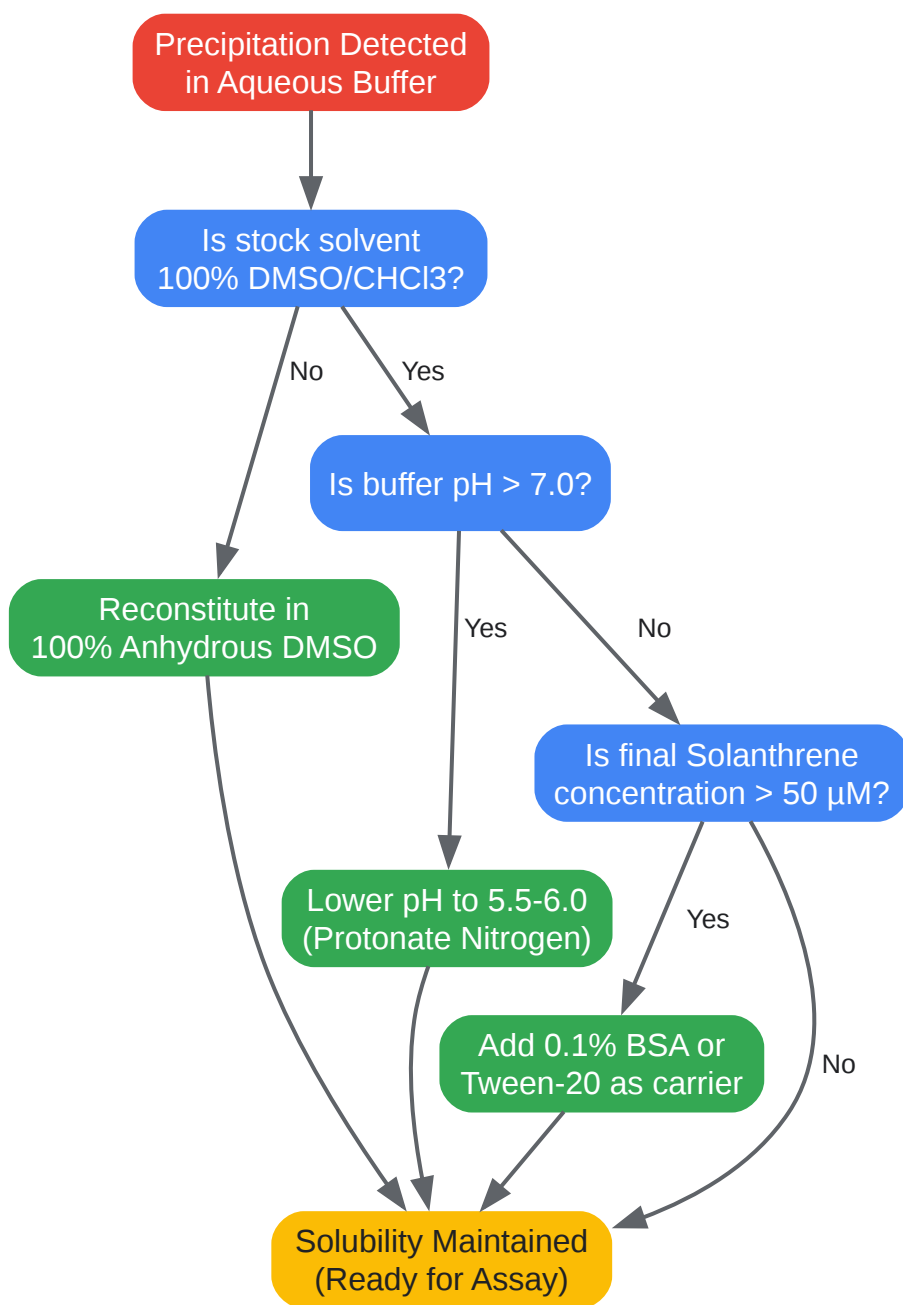 Precipitation Detected
in Aqueous Buffer
Is stock solvent
100% DMSO/CHCl3?
No
Yes
Is buffer pH > 7.0?
Reconstitute in
100% Anhydrous DMSO
Yes
No
Is final Solanthrene
concentration > 50 µM?
Lower pH to 5.5-6.0
(Protonate Nitrogen)
Yes
Add 0.1% BSA or
Tween-20 as carrier
No
Solubility Maintained
(Ready for Assay)